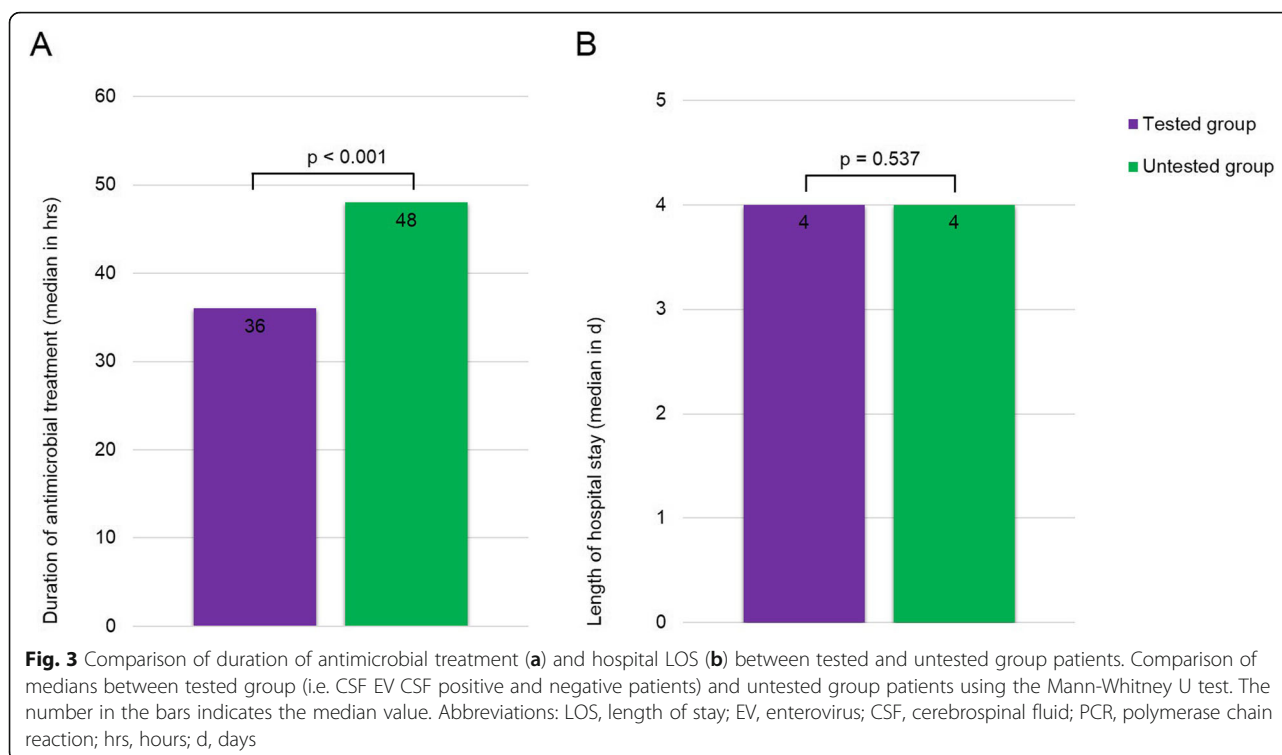 A
B
60
50
40
30
20
10
0
Duration of antimicrobial treatment (median in hrs)
p < 0.001
36
48
5
4
3
2
1
0
Length of hospital stay (median in d)
p = 0.537
4
4
Tested group
Untested group
Fig. 3 Comparison of duration of antimicrobial treatment (a) and hospital LOS (b) between tested and untested group patients. Comparison of
medians between tested group (i.e. CSF EV CSF positive and negative patients) and untested group patients using the Mann-Whitney U test. The
number in the bars indicates the median value. Abbreviations: LOS, length of stay; EV, enterovirus; CSF, cerebrospinal fluid; PCR, polymerase chain
reaction; hrs, hours; d, days